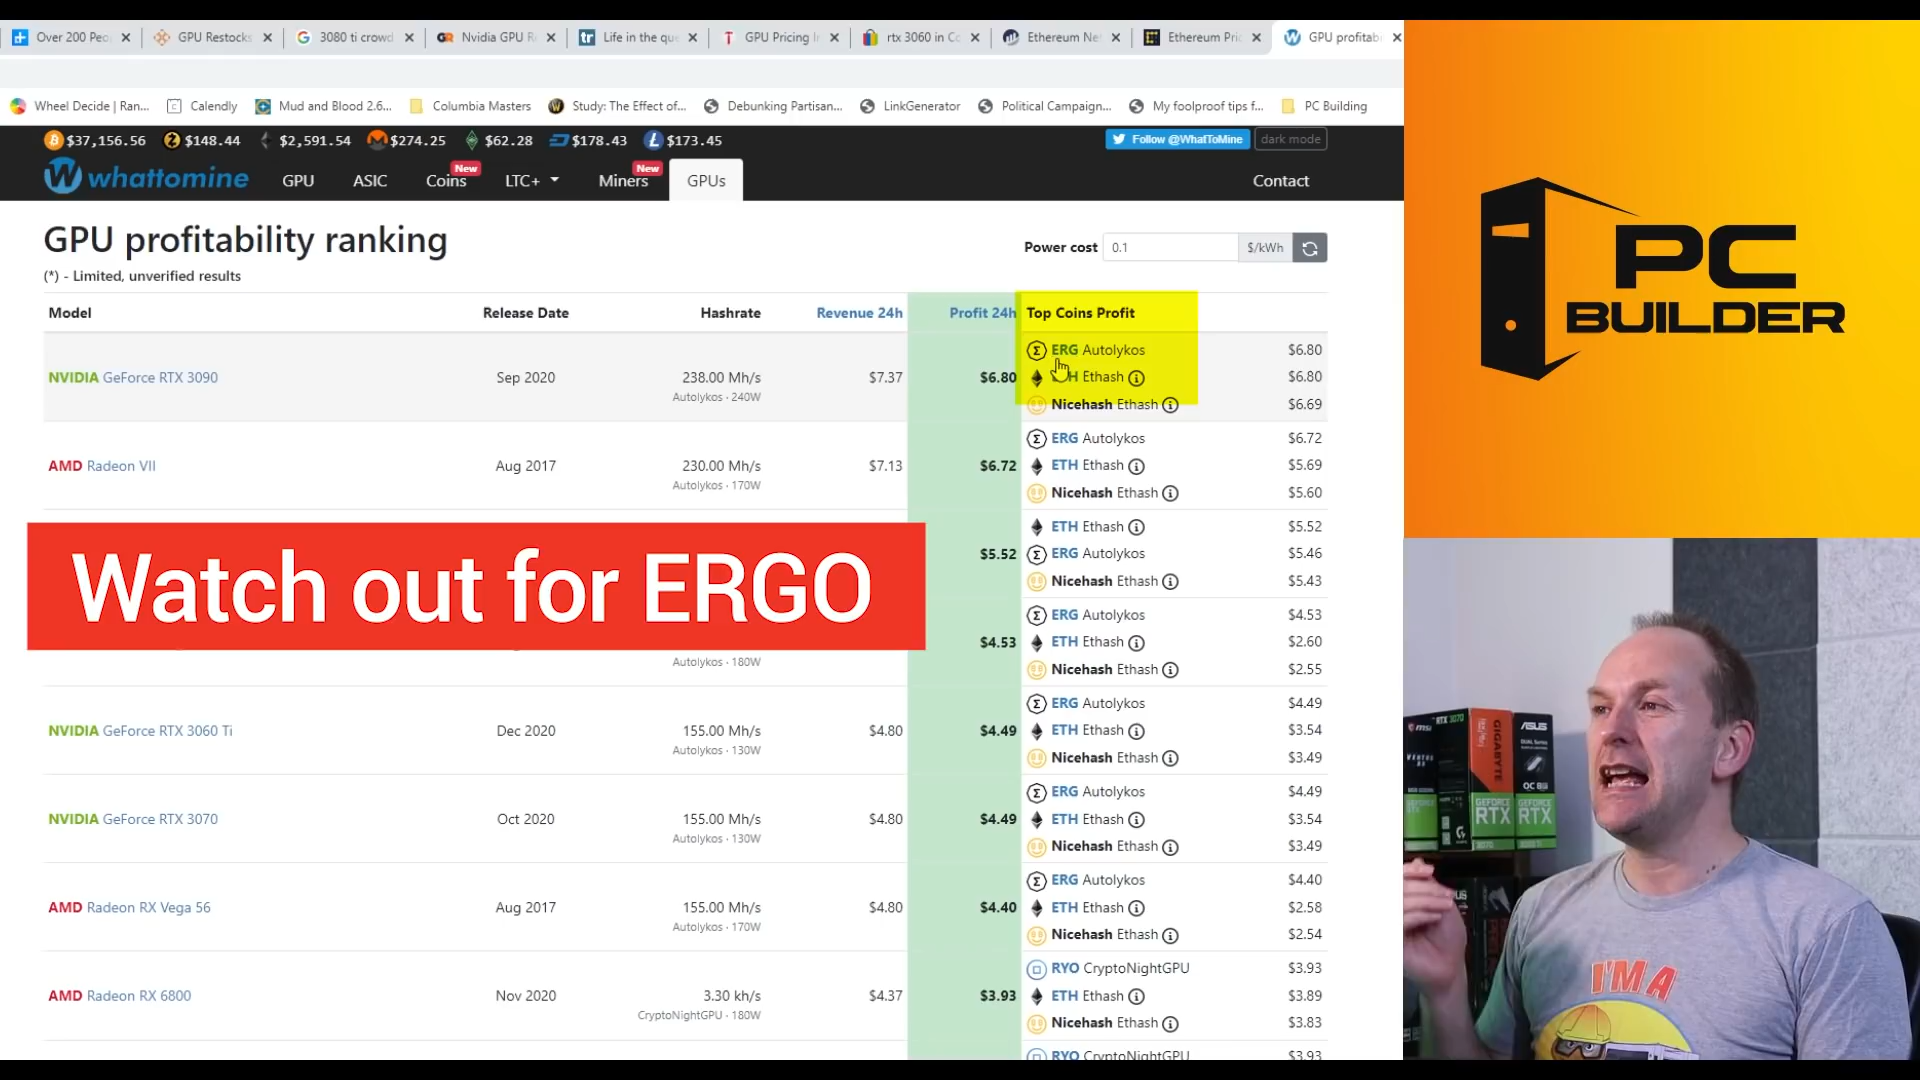 Over 200 Peo
GPU Restocks
3080 ti crowd
Nvidia GPU R
Life in the que
GPU Pricing I
rtx 3060 in Co
Ethereum Ne
Ethereum Pri
GPU profitab
Wheel Decide | Ran...
Calendly
Mud and Blood 2.6...
Columbia Masters
Study: The Effect of...
Debunking Partisan...
LinkGenerator
Political Campaign...
My foolproof tips f...
PC Building
$37,156.56 $148.44 $2,591.54 $274.25 $62.28 $178.43 $173.45
Follow @WhatToMine dark mode
whattomine GPU ASIC Coins New LTC+ Miners New GPUs Contact
GPU profitability ranking
Power cost 0.1 $/kWh
(*) - Limited, unverified results
Model Release Date Hashrate Revenue 24h Profit 24h Top Coins Profit
ERG Autolykos $6.80
NVIDIA GeForce RTX 3090 Sep 2020 238.00 Mh/s $7.37 $6.80 Ethash $6.80
Autolykos · 240W
Nicehash Ethash $6.69
ERG Autolykos $6.72
AMD Radeon VII Aug 2017 230.00 Mh/s $7.13 $6.72 ETH Ethash $5.69
Autolykos · 170W
Nicehash Ethash $5.60
ETH Ethash $5.52
$5.52 ERG Autolykos $5.46
Nicehash Ethash $5.43
Watch out for ERGO
ERG Autolykos $4.53
$4.53 ETH Ethash $2.60
Autolykos · 180W
Nicehash Ethash $2.55
ERG Autolykos $4.49
NVIDIA GeForce RTX 3060 Ti Dec 2020 155.00 Mh/s $4.80 $4.49 ETH Ethash $3.54
Autolykos · 130W
Nicehash Ethash $3.49
ERG Autolykos $4.49
NVIDIA GeForce RTX 3070 Oct 2020 155.00 Mh/s $4.80 $4.49 ETH Ethash $3.54
Autolykos · 130W
Nicehash Ethash $3.49
ERG Autolykos $4.40
AMD Radeon RX Vega 56 Aug 2017 155.00 Mh/s $4.80 $4.40 ETH Ethash $2.58
Autolykos · 170W
Nicehash Ethash $2.54
RYO CryptoNightGPU $3.93
AMD Radeon RX 6800 Nov 2020 3.30 kh/s $4.37 $3.93 ETH Ethash $3.89
CryptoNightGPU · 180W
Nicehash Ethash $3.83
RYO CryptoNightGPU $3.93
PC
BUILDER
msi
RTX 3070
GIGABYTE
ASUS
GEFORCE
RTX
GEFORCE
RTX
I'M A